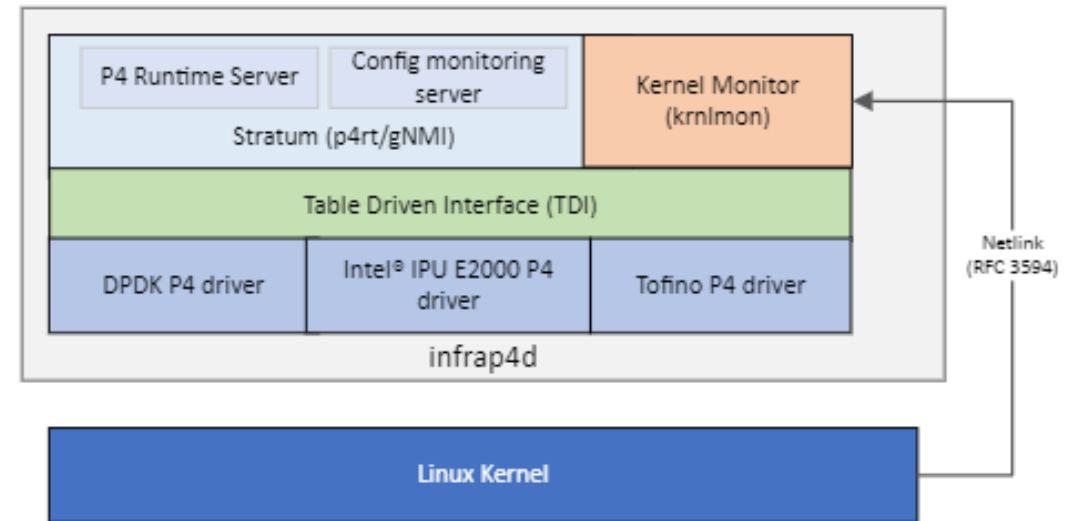 P4 Runtime Server
Config monitoring
server
Stratum (p4rt/gNMI)
Kernel Monitor
(krnlmon)
Table Driven Interface (TDI)
DPDK P4 driver
Intel® IPU E2000 P4
driver
Tofino P4 driver
infrap4d
Netlink
(RFC 3594)
Linux Kernel